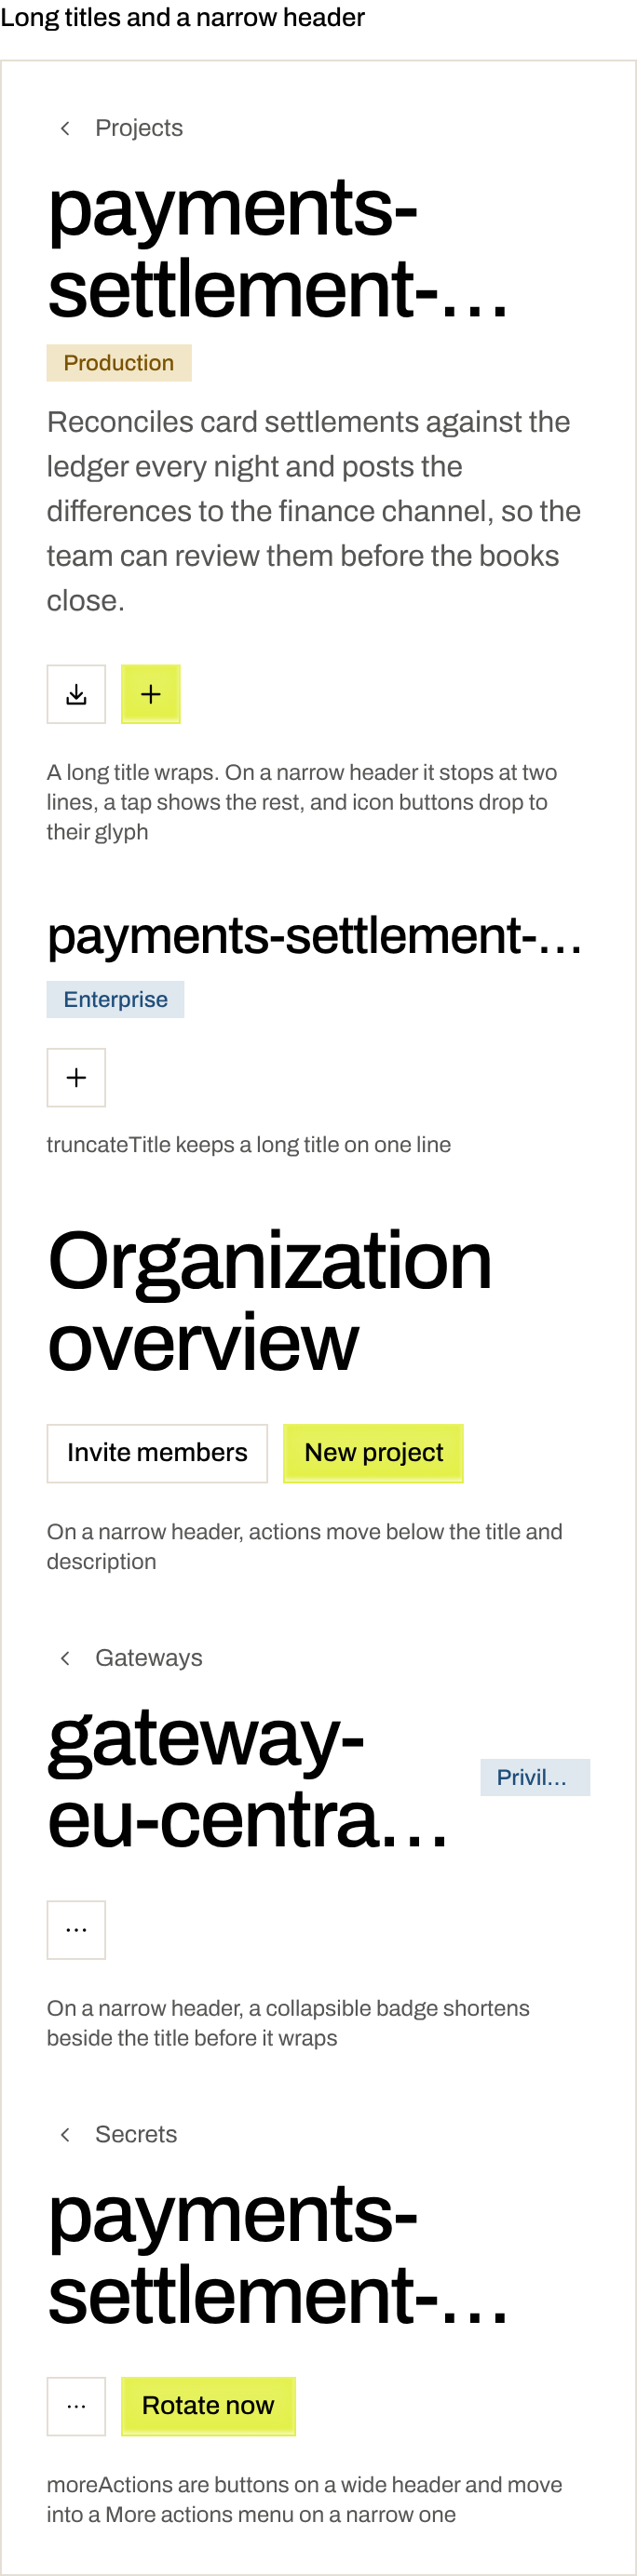 Long titles and a narrow header
Projects
payments-
settlement-...
Production
Reconciles card settlements against the
ledger every night and posts the
differences to the finance channel, so the
team can review them before the books
close.
A long title wraps. On a narrow header it stops at two
lines, a tap shows the rest, and icon buttons drop to
their glyph
payments-settlement-...
Enterprise
truncateTitle keeps a long title on one line
Organization
overview
Invite members
New project
On a narrow header, actions move below the title and
description
Gateways
gateway-
eu-centra...
Privil...
On a narrow header, a collapsible badge shortens
beside the title before it wraps
Secrets
payments-
settlement-...
Rotate now
moreActions are buttons on a wide header and move
into a More actions menu on a narrow one